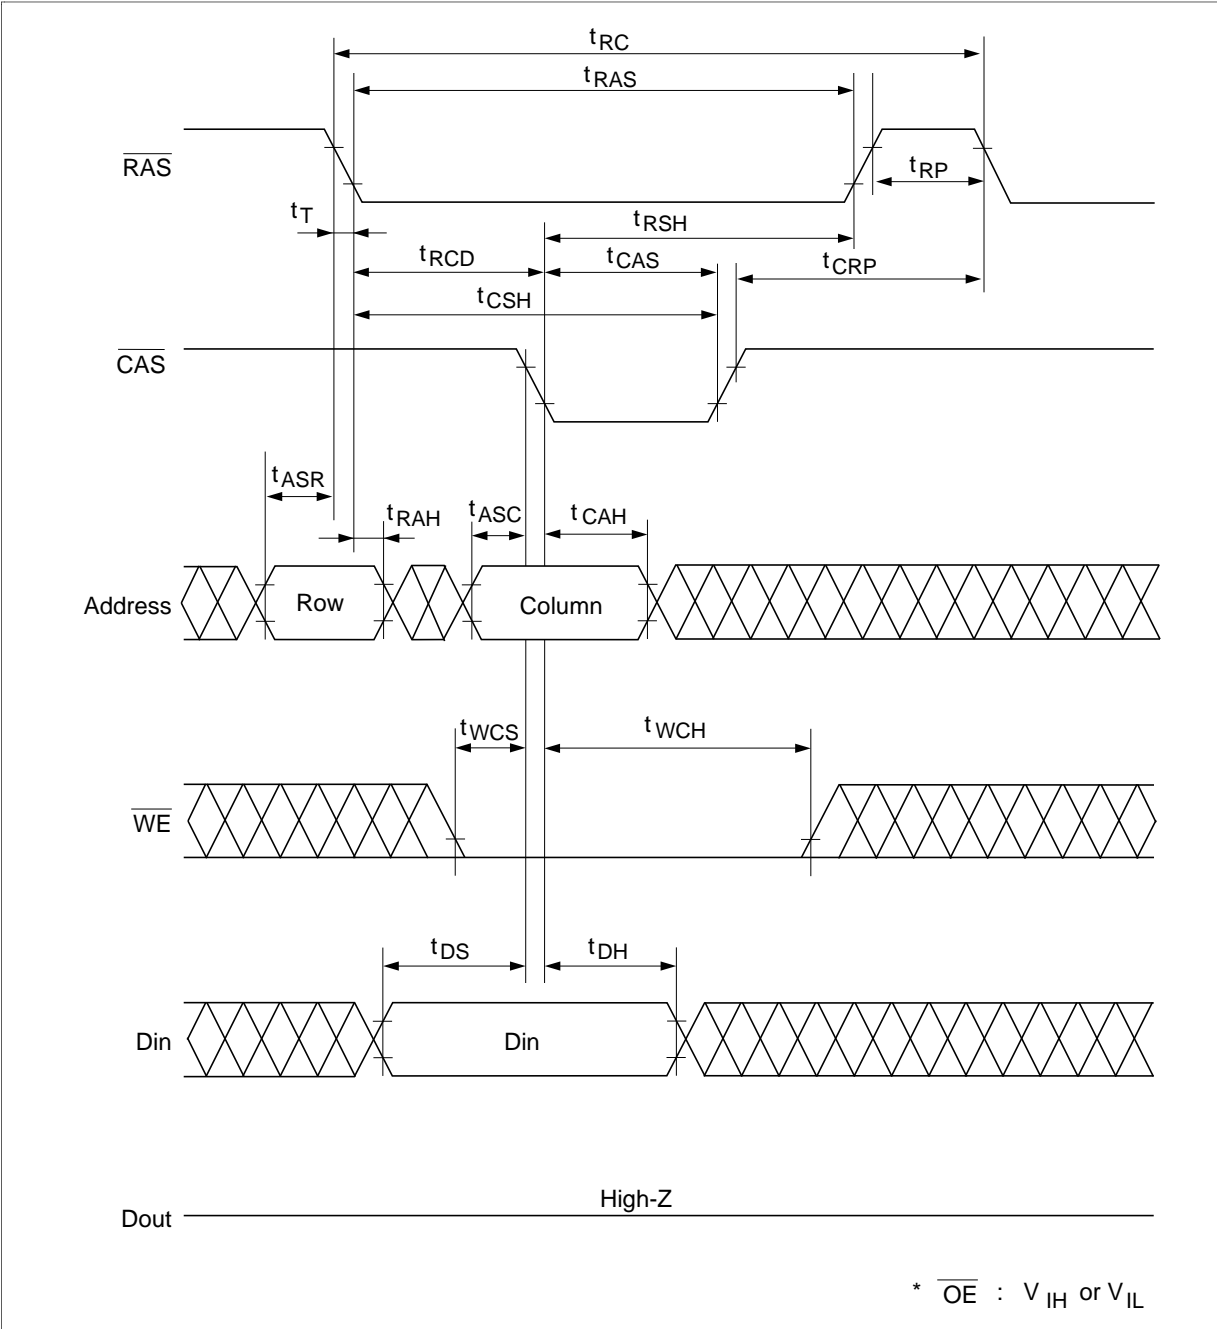 tRC
tRAS
RAS
tRP
tT
tRSH
tRCD
tCAS
tCRP
tCSH
CAS
tASR
tRAH
tASC
tCAH
Address
Row
Column
tWCS
tWCH
WE
tDS
tDH
Din
Din
High-Z
Dout
* OE : VIH or VIL